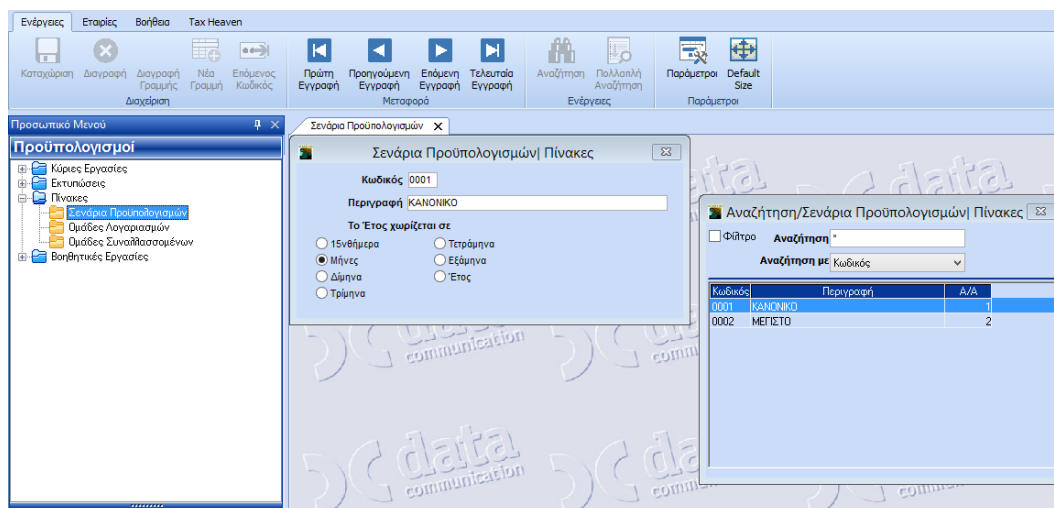 Ενέργειες Εταιρίες Βοήθεια Tax Heaven
Καταχώριση Διαγραφή Διαγραφή Γραμμής Νέα Γραμμή Επόμενος Κωδικός
Πρώτη Εγγραφή Προηγούμενη Εγγραφή Επόμενη Εγγραφή Τελευταία Εγγραφή
Αναζήτηση Πολλαπλή Αναζήτηση
Παράμετροι Default Size
Διαχείριση Μεταφορά Ενέργειες Παράμετροι
Προσωπικό Μενού
Προϋπολογισμοί
Κύριες Εργασίες
Εκτυπώσεις
Πίνακες
Σενάρια Προϋπολογισμών
Ομάδες Λογαριασμών
Ομάδες Συναλλασσομένων
Βοηθητικές Εργασίες
Σενάρια Προϋπολογισμών X
Σενάρια Προϋπολογισμών| Πίνακες
Κωδικός 0001
Περιγραφή ΚΑΝΟΝΙΚΟ
Το Έτος χωρίζεται σε
15νθήμερα Τετράμηνα
Μήνες Εξάμηνα
Δίμηνα Έτος
Τρίμηνα
Αναζήτηση/Σενάρια Προϋπολογισμών| Πίνακες
Φίλτρο Αναζήτηση *
Αναζήτηση με Κωδικός
Κωδικός Περιγραφή Α/Α
0001 ΚΑΝΟΝΙΚΟ 1
0002 ΜΕΓΙΣΤΟ 2
data communication
data communication